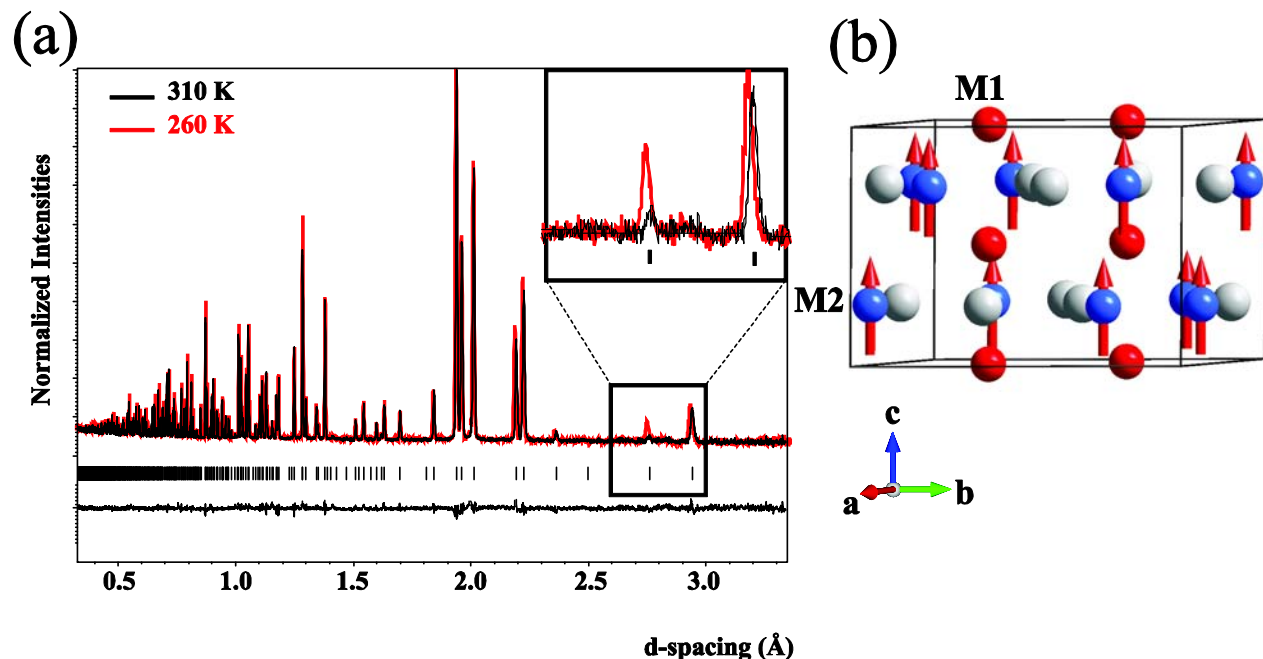 (a)
310 K
260 K
Normalized Intensities
0.5 1.0 1.5 2.0 2.5 3.0
d-spacing (Å)
(b)
M1
M2
c
a
b